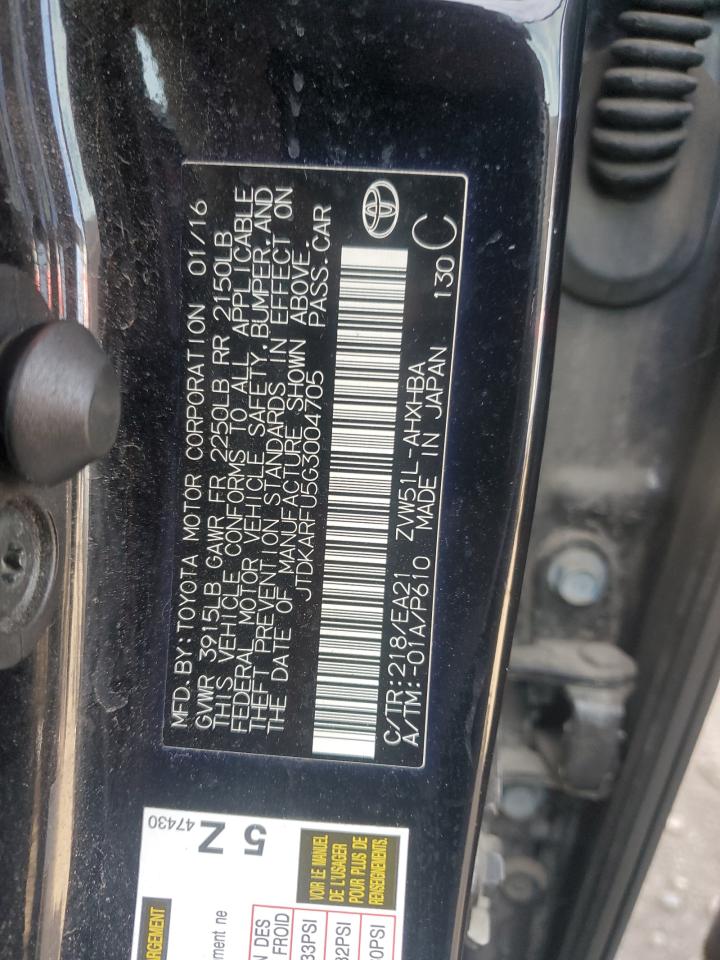 MFD.BY:TOYOTA MOTOR CORPORATION 01/16
GVWR 3915LB GAWR FR 2250LB RR 2150LB
THIS VEHICLE CONFORMS TO ALL APPLICABLE
FEDERAL MOTOR VEHICLE SAFETY,BUMPER,AND
THEFT PREVENTION STANDARDS IN EFFECT ON
THE DATE OF MANUFACTURE SHOWN ABOVE.
JTDKARFU5G3004705 PASS.CAR
C/TR:218/EA21 ZVW51L-AHXHBA 130 C
A/TM:-01A/P610 MADE IN JAPAN
47430
5 Z
VOIR LE MANUEL
DE L'USAGER
POUR PLUS DE
RENSEIGNEMENTS.